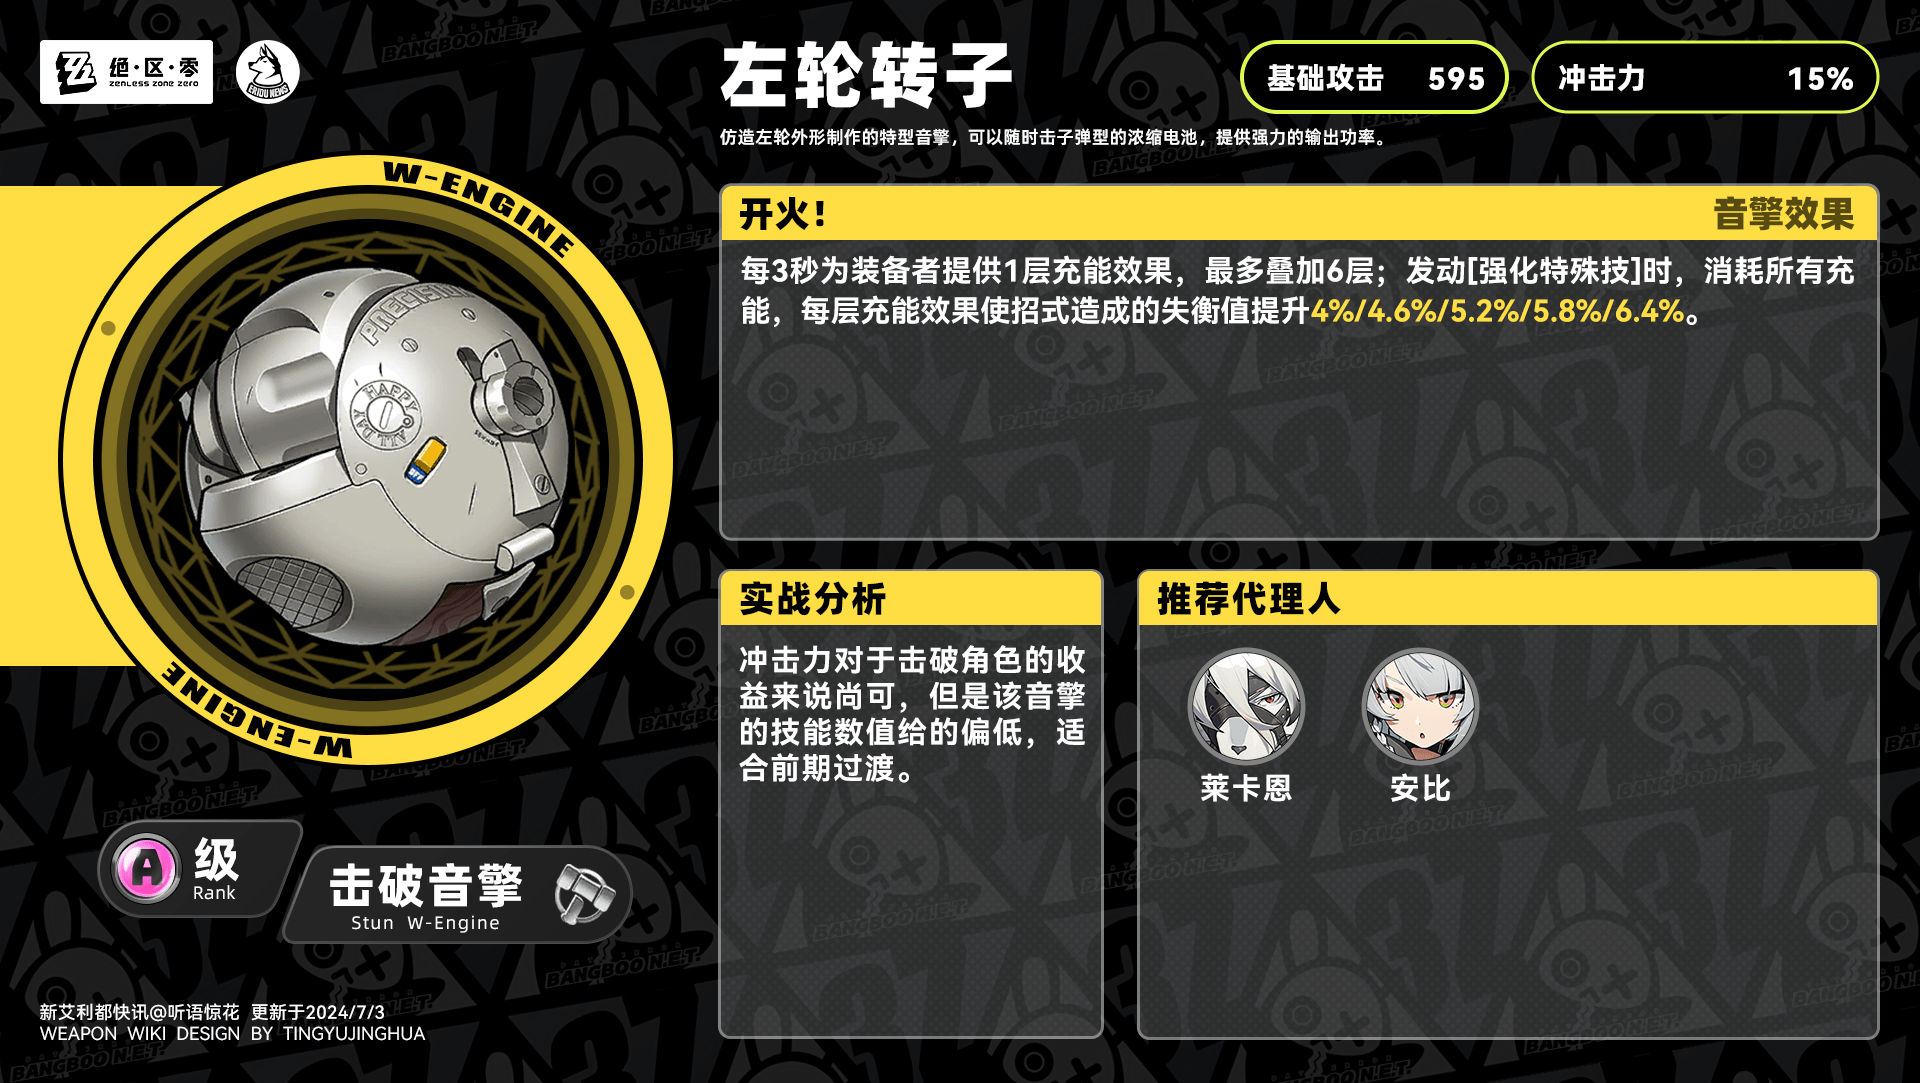 绝·区·零
ZENLESS ZONE ZERO
ERIDU NEWS
左轮转子
基础攻击 595
冲击力 15%
仿造左轮外形制作的特型音擎，可以随时击子弹型的浓缩电池，提供强力的输出功率。
W-ENGINE
PRECISION
HAPPY
ALL DAY
W-ENGINE
开火！
音擎效果
每3秒为装备者提供1层充能效果，最多叠加6层；发动[强化特殊技]时，消耗所有充
能，每层充能效果使招式造成的失衡值提升4%/4.6%/5.2%/5.8%/6.4%。
实战分析
冲击力对于击破角色的收
益来说尚可，但是该音擎
的技能数值给的偏低，适
合前期过渡。
推荐代理人
莱卡恩
安比
A
级
Rank
击破音擎
Stun W-Engine
新艾利都快讯@听语惊花 更新于2024/7/3
WEAPON WIKI DESIGN BY TINGYUJINGHUA
BANGBOO N.E.T.